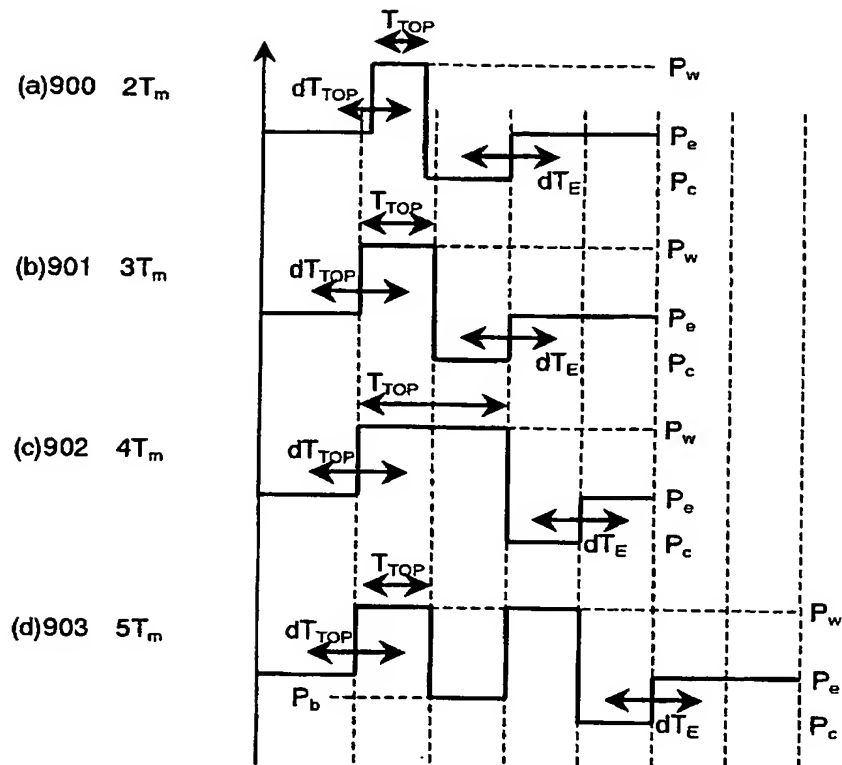 T_TOP
(a)900 2T_m
dT_TOP
P_w
P_e
dT_E
P_c
T_TOP
(b)901 3T_m
dT_TOP
P_w
P_e
dT_E
P_c
T_TOP
(c)902 4T_m
dT_TOP
P_w
P_e
dT_E
P_c
T_TOP
(d)903 5T_m
dT_TOP
P_w
P_b
P_e
dT_E
P_c